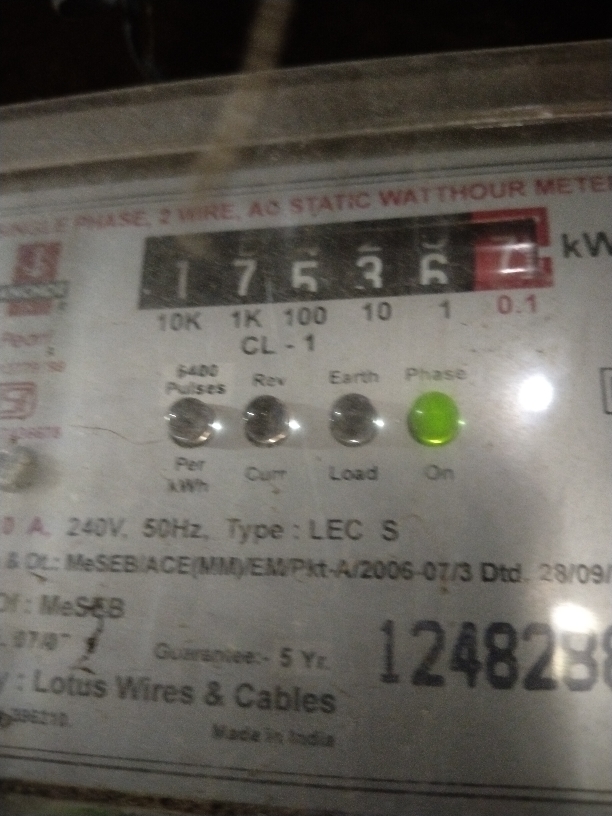 SINGLE PHASE, 2 WIRE, AC STATIC WATTHOUR METER
1 7 5 3 6 7 kW
10K 1K 100 10 1 0.1
CL - 1
6400 Pulses Rev Earth Phase
Per kWh Curr Load On
0 A. 240V. 50Hz, Type : LEC S
& Dt.: MeSEB/ACE(MM)/EM/Pkt-A/2006-07/3 Dtd. 28/09/
Of : MeSEB
Guarantee:- 5 Yr.
124828
y : Lotus Wires & Cables
Made in India